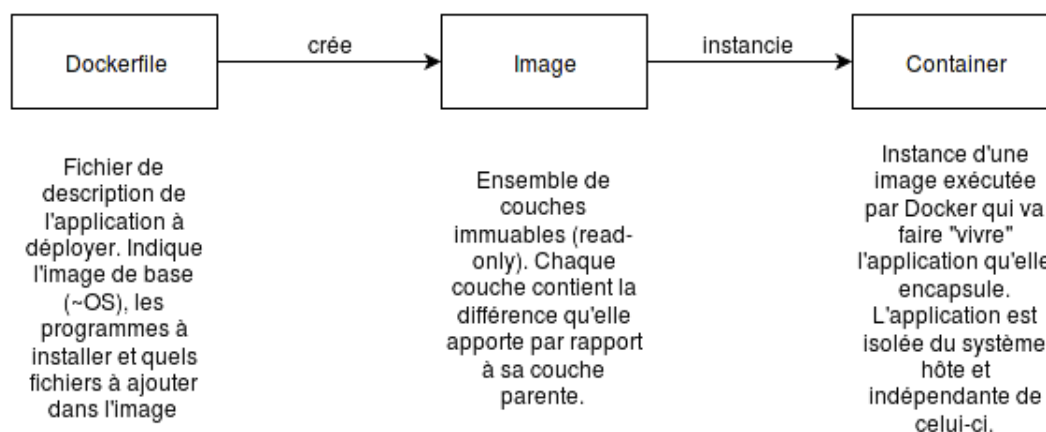 Dockerfile
crée
Image
instancie
Container
Fichier de
description de
l'application à
déployer. Indique
l'image de base
(~OS), les
programmes à
installer et quels
fichiers à ajouter
dans l'image
Ensemble de
couches
immuables (read-
only). Chaque
couche contient la
différence qu'elle
apporte par rapport
à sa couche
parente.
Instance d'une
image exécutée
par Docker qui va
faire "vivre"
l'application qu'elle
encapsule.
L'application est
isolée du système
hôte et
indépendante de
celui-ci.